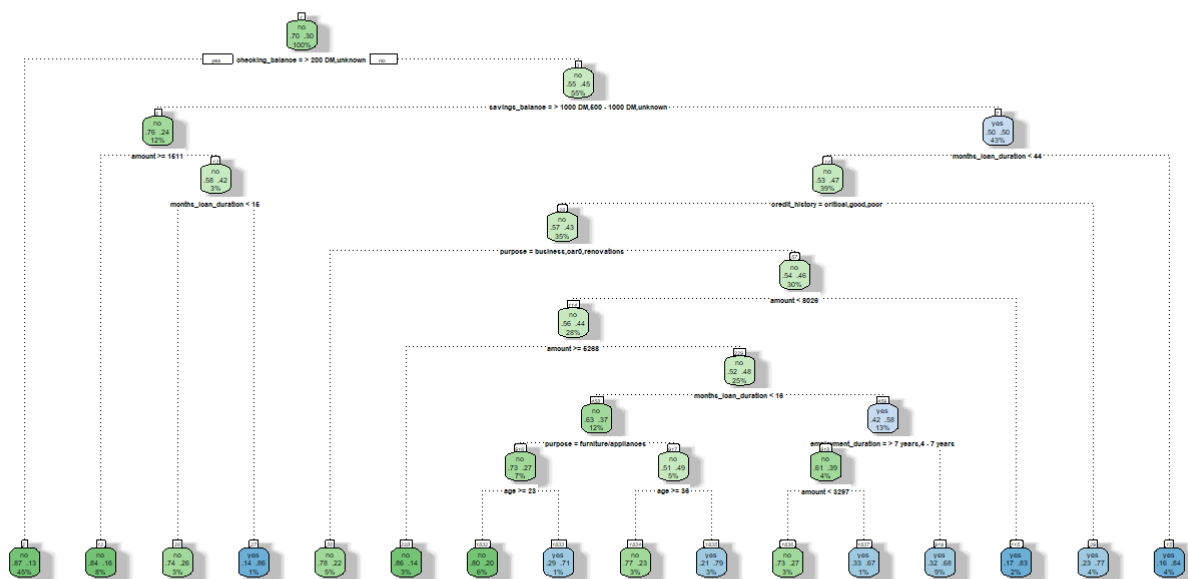 no
.70 .30
100%
yes checking_balance = > 200 DM,unknown no
no
.55 .45
55%
savings_balance = > 1000 DM,500 - 1000 DM,unknown
no
.76 .24
12%
yes
.50 .50
43%
amount >= 1511
months_loan_duration < 44
no
.58 .42
3%
no
.53 .47
39%
months_loan_duration < 16
credit_history = critical,good,poor
no
.57 .43
35%
purpose = business,car0,renovations
no
.54 .46
30%
amount < 8026
no
.56 .44
28%
amount >= 5268
no
.52 .48
25%
months_loan_duration < 16
no
.63 .37
12%
yes
.42 .58
13%
purpose = furniture/appliances
employment_duration = > 7 years,4 - 7 years
no
.73 .27
7%
no
.51 .49
5%
no
.61 .39
4%
age >= 23
age >= 36
amount < 3297
no no no yes no no no yes no yes no yes yes yes yes yes
.87 .13 .84 .16 .74 .26 .14 .86 .78 .22 .86 .14 .80 .20 .29 .71 .77 .23 .21 .79 .73 .27 .33 .67 .32 .68 .17 .83 .23 .77 .16 .84
45% 8% 3% 1% 5% 3% 6% 1% 3% 3% 3% 1% 9% 2% 4% 4%